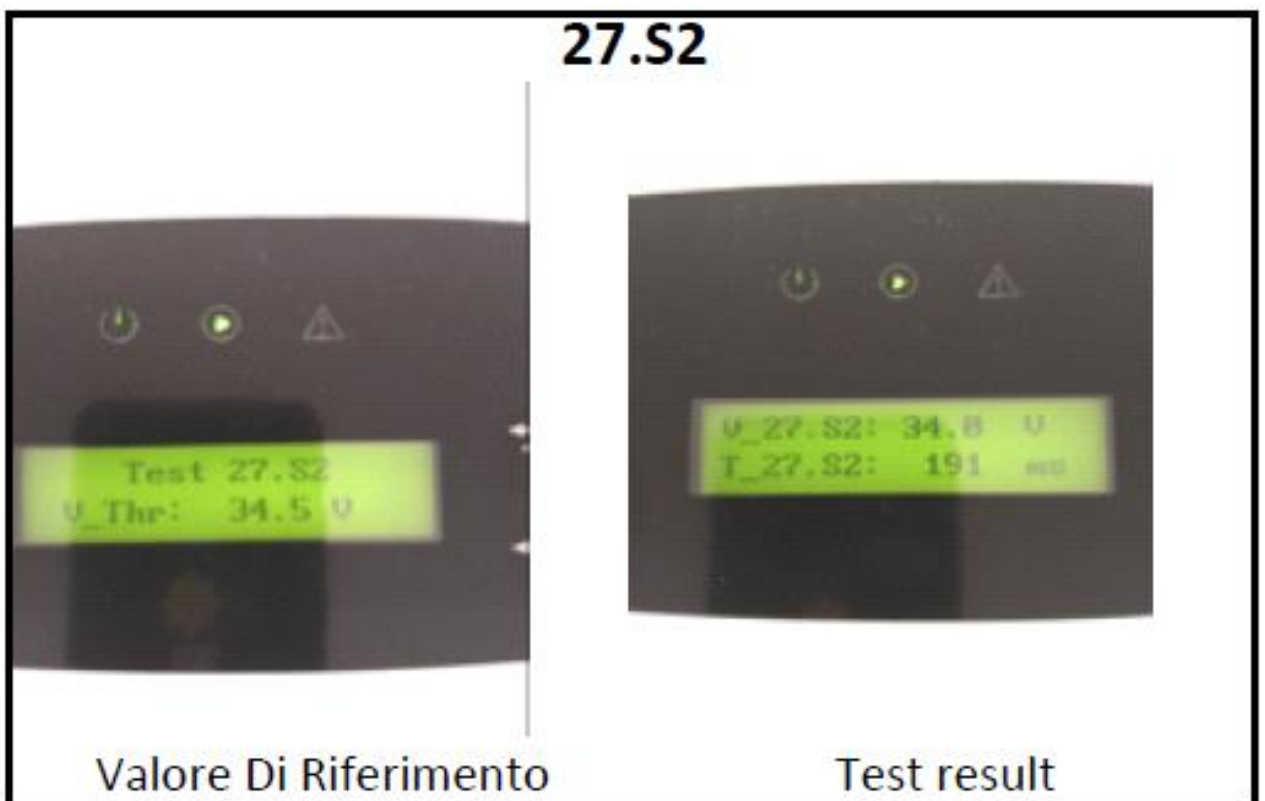 27.S2
Test 27.S2
V_Thr: 34.5 V
V_27.S2: 34.0 V
T_27.S2: 191 ms
Valore Di Riferimento
Test result